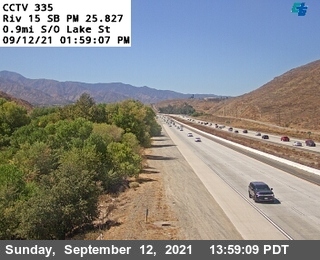 CCTV 335
Riv 15 SB PM 25.827
0.9mi S/O Lake St
09/12/21 01:59:07 PM
Sunday, September 12, 2021 13:59:09 PDT